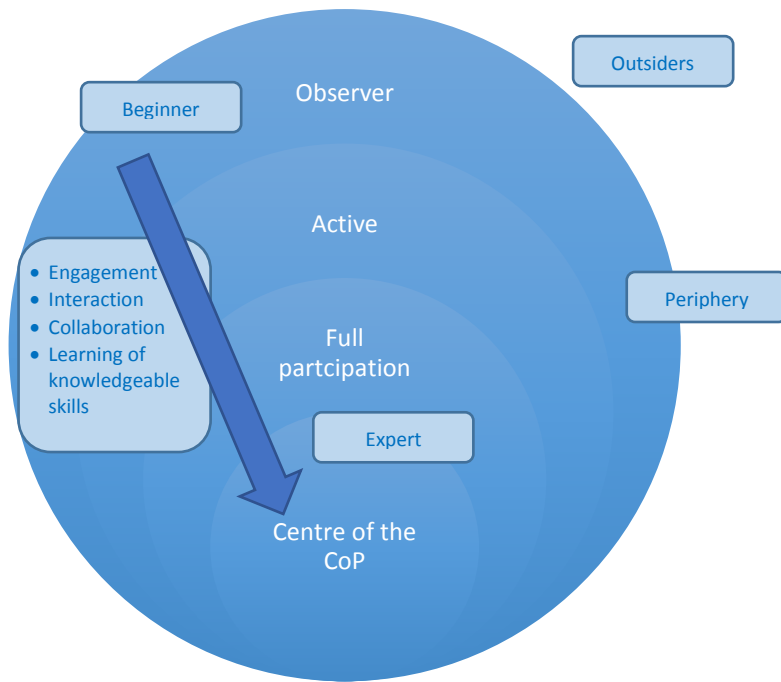 Outsiders
Observer
Beginner
Active
• Engagement
• Interaction
• Collaboration
• Learning of
knowledgeable
skills
Periphery
Full
partcipation
Expert
Centre of the
CoP